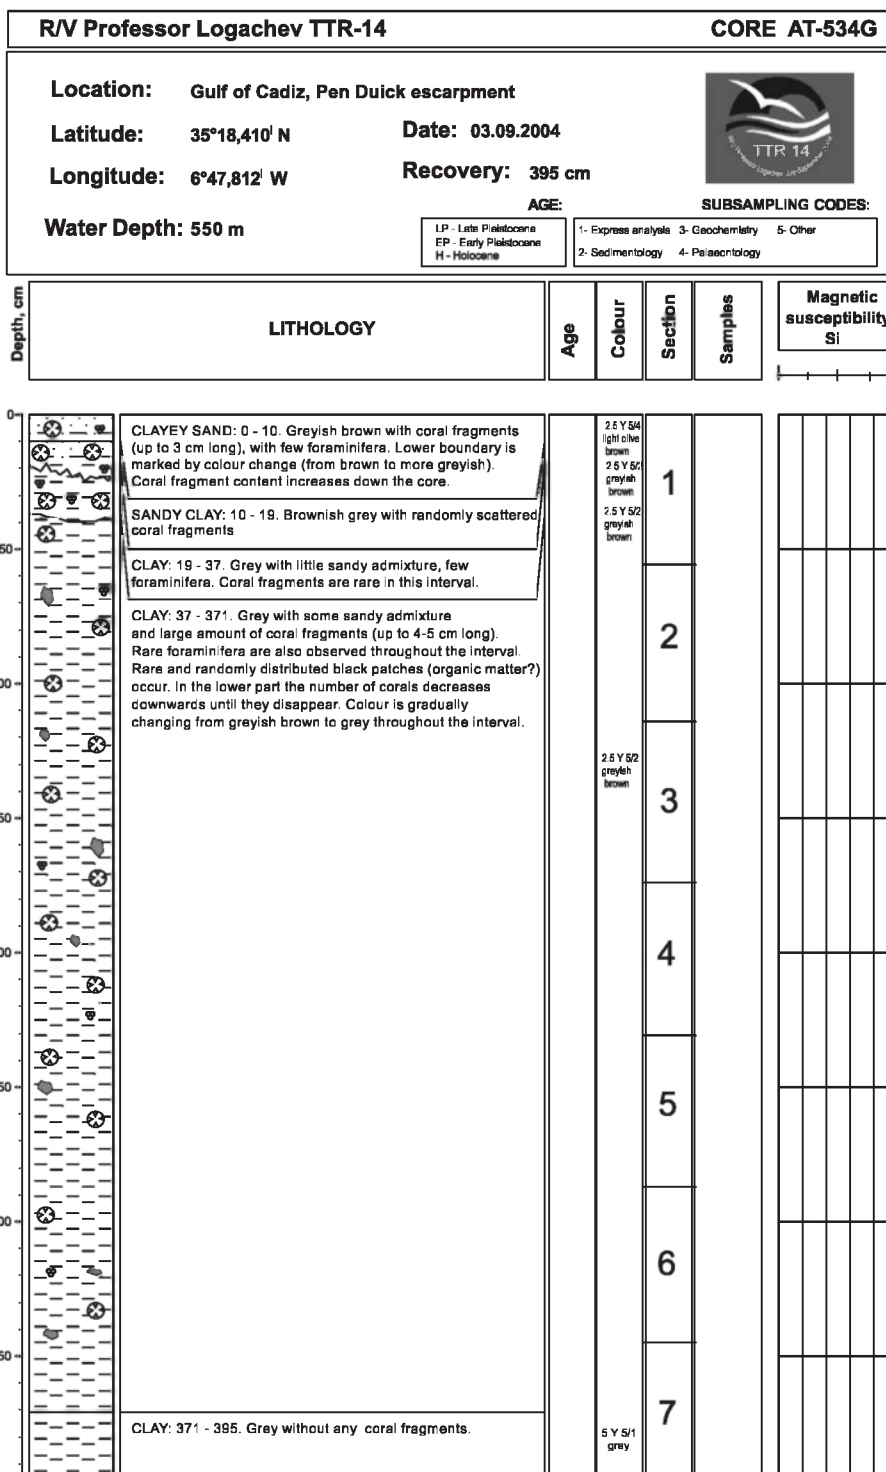 R/V Professor Logachev TTR-14 CORE AT-534G
Location: Gulf of Cadiz, Pen Duick escarpment
Latitude: 35°18,410' N Date: 03.09.2004
Longitude: 6°47,812' W Recovery: 395 cm
Water Depth: 550 m
AGE:
LP - Late Pleistocene
EP - Early Pleistocene
H - Holocene
SUBSAMPLING CODES:
1- Express analysis 3- Geochemistry 5- Other
2- Sedimentology 4- Palaeontology
TTR 14
Depth, cm
LITHOLOGY
Age
Colour
Section
Samples
Magnetic
susceptibility
Si
0
CLAYEY SAND: 0 - 10. Greyish brown with coral fragments
(up to 3 cm long), with few foraminifera. Lower boundary is
marked by colour change (from brown to more greyish).
Coral fragment content increases down the core.
SANDY CLAY: 10 - 19. Brownish grey with randomly scattered
coral fragments
CLAY: 19 - 37. Grey with little sandy admixture, few
foraminifera. Coral fragments are rare in this interval.
CLAY: 37 - 371. Grey with some sandy admixture
and large amount of coral fragments (up to 4-5 cm long).
Rare foraminifera are also observed throughout the interval.
Rare and randomly distributed black patches (organic matter?)
occur. In the lower part the number of corals decreases
downwards until they disappear. Colour is gradually
changing from greyish brown to grey throughout the interval.
CLAY: 371 - 395. Grey without any coral fragments.
2.5 Y 5/4
light olive
brown
2.5 Y 5/2
greyish
brown
2.5 Y 5/2
greyish
brown
2.5 Y 5/2
greyish
brown
5 Y 5/1
grey
1
2
3
4
5
6
7
50
00
50
00
50
00
50